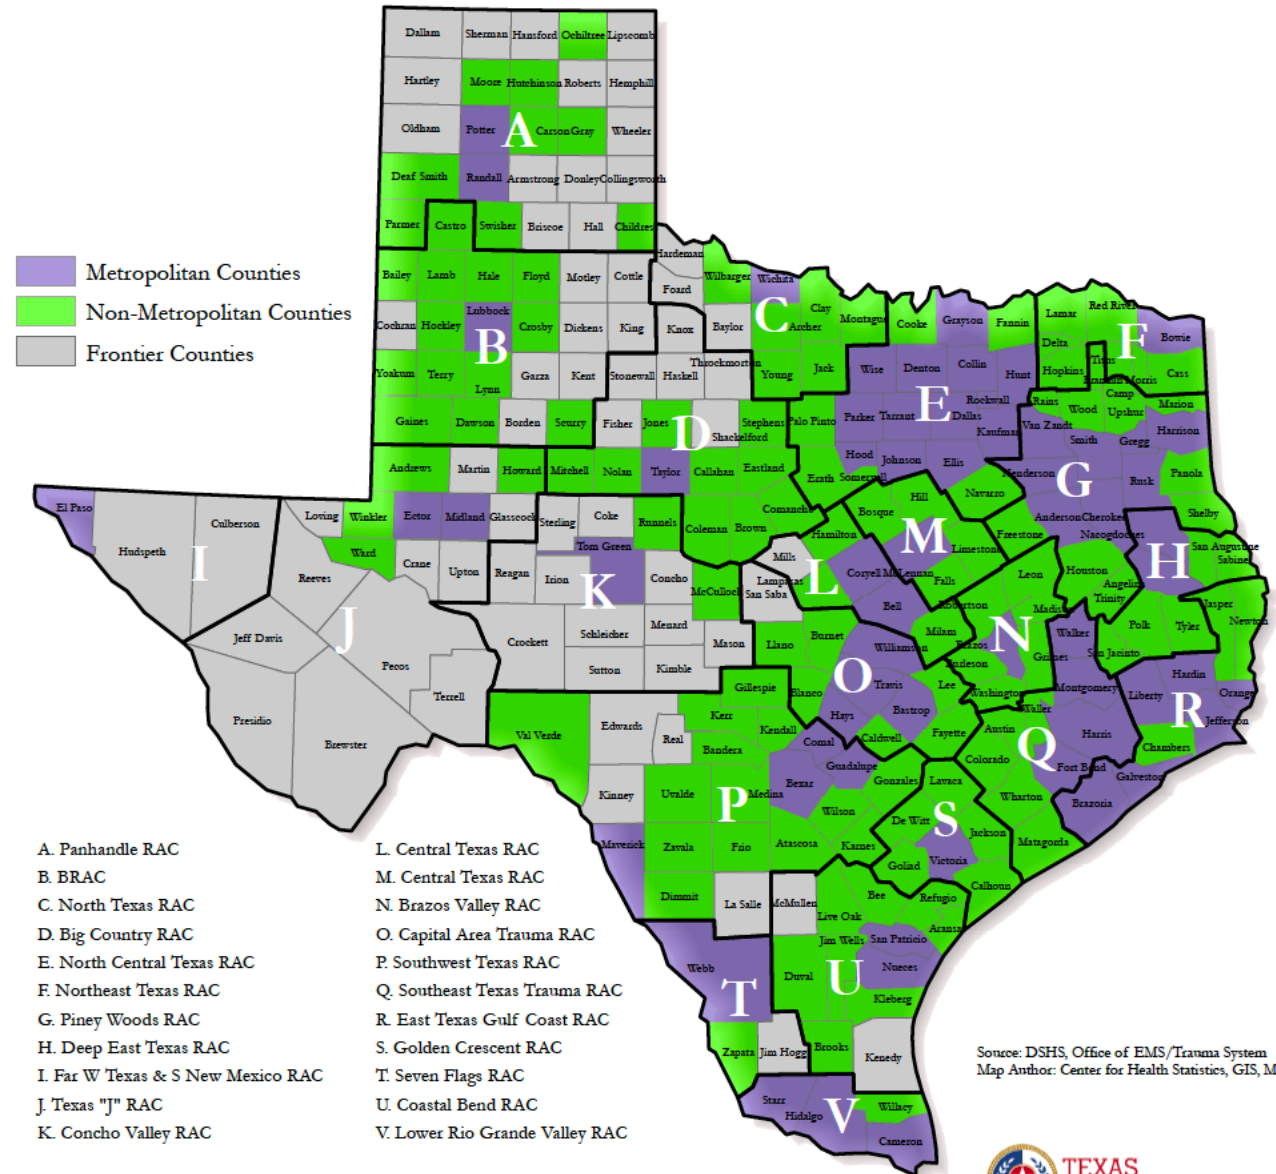 Dallam Sherman Hansford Ochiltree Lipscomb
Hartley Moore Hutchinson Roberts Hemphill
Oldham Potter A Carson Gray Wheeler
Deaf Smith Randall Armstrong Donley Collingsworth
Parmer Castro Swisher Briscoe Hall Childres
Hardeman
Metropolitan Counties
Bailey Lamb Hale Floyd Motley Cottle Foard Wilbarger Wichita
Non-Metropolitan Counties
Cochran Hockley Lubbock B Crosby Dickens King Knox Baylor C Archer Clay Montague Cooke Grayson Fannin Lamar Red River F Bowie
Frontier Counties
Delta Titus Franklin Morris Cass
Yoakum Terry Lynn Garza Kent Stonewall Haskell Throckmorton Young Jack Wise Denton Collin Hunt Hopkins
Rockwall Rains Wood Camp Upshur Marion
Gaines Dawson Borden Scurry Fisher Jones D Shackelford Stephens Palo Pinto Parker Tarrant E Dallas Kaufman Van Zandt Smith Gregg Harrison
Andrews Martin Howard Mitchell Nolan Taylor Callahan Eastland Erath Hood Somervell Johnson Ellis Henderson G Rusk Panola
El Paso Hudspeth Culberson I Loving Winkler Ector Midland Glasscock Sterling Coke Runnels Coleman Brown Comanche Hamilton Bosque Hill Navarro Freestone Anderson Cherokee Nacogdoches Shelby
Reeves Ward Crane Upton Reagan Irion Tom Green K Concho McCulloch Mills Lampasas San Saba L Coryell M McLennan Limestone Falls Leon Houston Angelina Trinity H San Augustine Sabine
Jeff Davis J Pecos Crockett Schleicher Menard Mason Llano Burnet Bell Milam Robertson Brazos N Madison Walker Polk Tyler Jasper Newton
Presidio Brewster Terrell Sutton Kimble Gillespie Blanco O Williamson Travis Lee Burleson Grimes San Jacinto Hardin
Washington Montgomery Liberty R Orange Jefferson
Val Verde Edwards Real Kerr Kendall Bandera Comal Hays Bastrop Caldwell Fayette Austin Waller Harris Chambers
Kinney Uvalde P Medina Bexar Guadalupe Gonzales Lavaca Colorado Q Fort Bend Galveston
Maverick Zavala Frio Atascosa Wilson Karnes De Witt S Jackson Wharton Brazoria Matagorda
Dimmit La Salle McMullen Live Oak Bee Goliad Victoria Refugio Calhoun Aransa
Webb T Duval Jim Wells U San Patricio Nueces Kleberg
Zapata Jim Hogg Brooks Kenedy
Starr Hidalgo V Willacy Cameron
A. Panhandle RAC
B. BRAC
C. North Texas RAC
D. Big Country RAC
E. North Central Texas RAC
F. Northeast Texas RAC
G. Piney Woods RAC
H. Deep East Texas RAC
I. Far W Texas & S New Mexico RAC
J. Texas "J" RAC
K. Concho Valley RAC
L. Central Texas RAC
M. Central Texas RAC
N. Brazos Valley RAC
O. Capital Area Trauma RAC
P. Southwest Texas RAC
Q. Southeast Texas Trauma RAC
R. East Texas Gulf Coast RAC
S. Golden Crescent RAC
T. Seven Flags RAC
U. Coastal Bend RAC
V. Lower Rio Grande Valley RAC
Source: DSHS, Office of EMS/Trauma System
Map Author: Center for Health Statistics, GIS, M
TEXAS